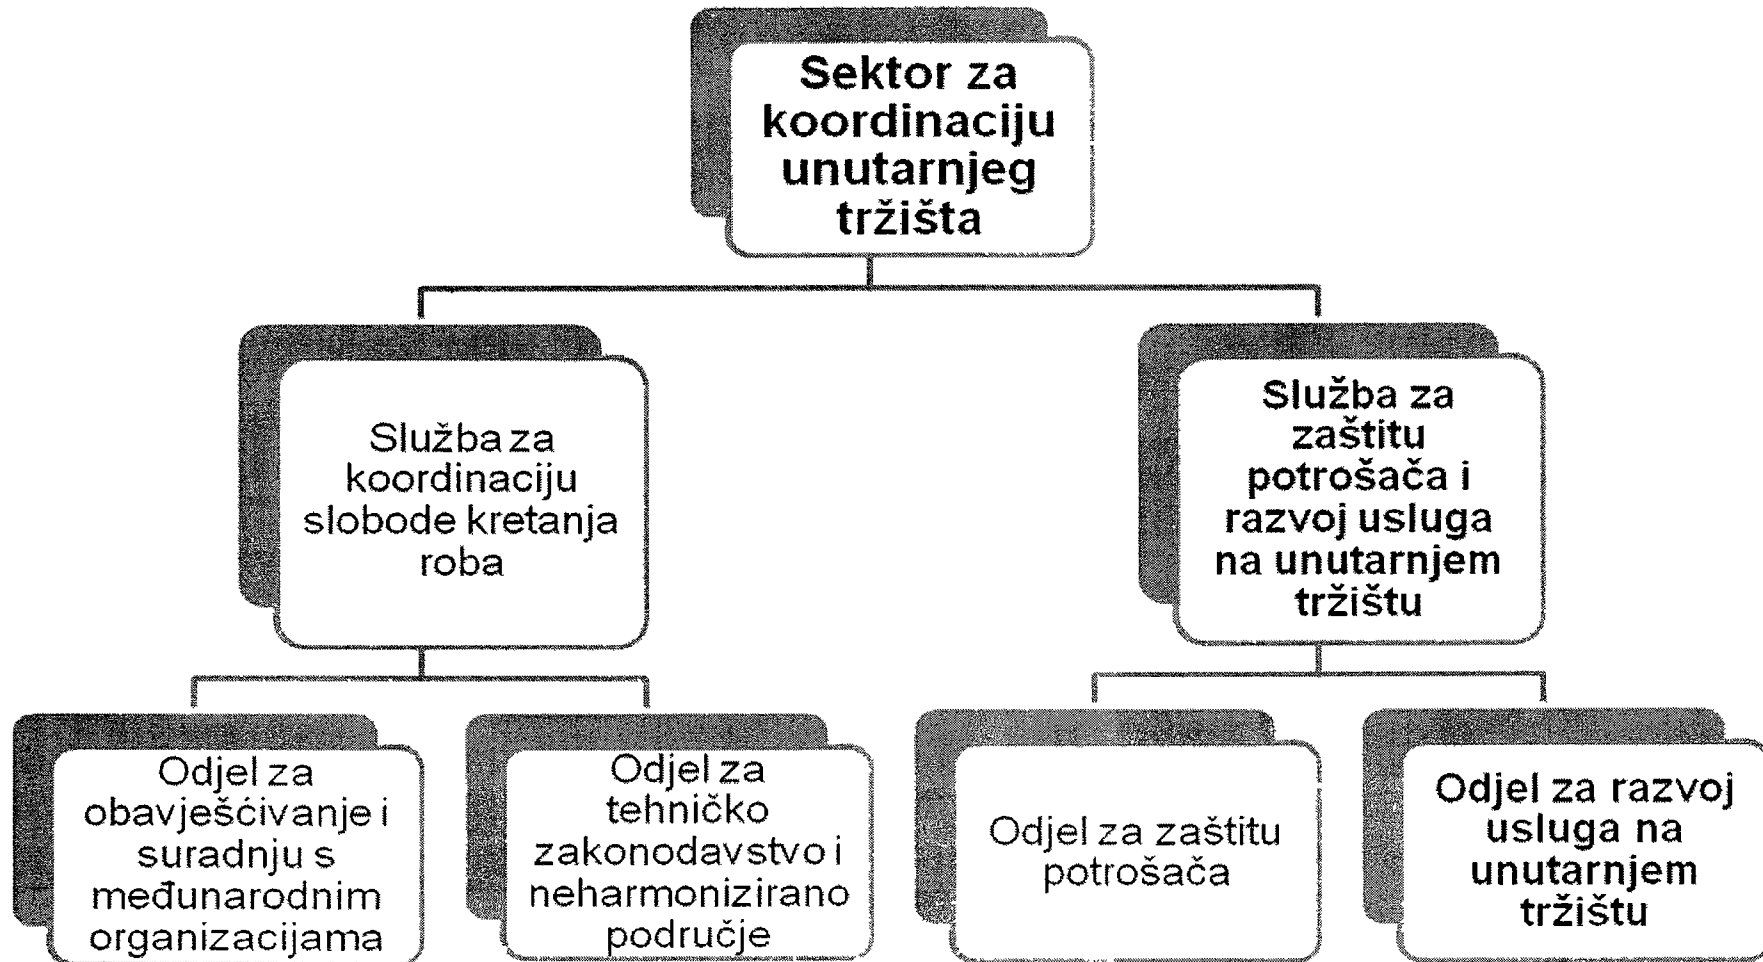 Sektor za
koordinaciju
unutarnjeg
tržišta
Služba za
koordinaciju
slobode kretanja
roba
Služba za
zaštitu
potrošača i
razvoj usluga
na unutarnjem
tržištu
Odjel za
obavješćivanje i
suradnju s
međunarodnim
organizacijama
Odjel za
tehničko
zakonodavstvo i
neharmonizirano
područje
Odjel za zaštitu
potrošača
Odjel za razvoj
usluga na
unutarnjem
tržištu